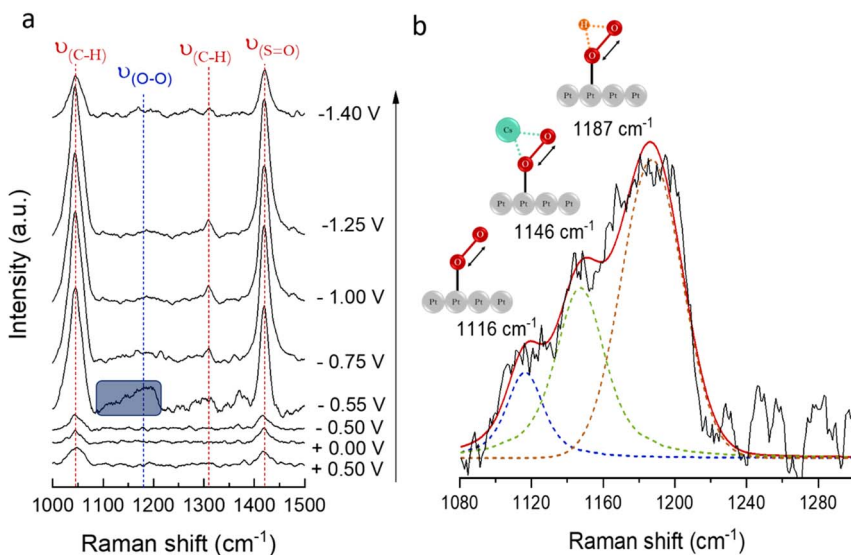 a
υ(C-H)
υ(O-O)
υ(C-H)
υ(S=O)
-1.40 V
-1.25 V
- 1.00 V
- 0.75 V
- 0.55 V
- 0.50 V
+ 0.00 V
+ 0.50 V
Intensity (a.u.)
1000 1100 1200 1300 1400 1500
Raman shift (cm⁻¹)
b
H O
O
Pt Pt Pt Pt
1187 cm⁻¹
Cs O
O
Pt Pt Pt Pt
1146 cm⁻¹
O
O
Pt Pt Pt Pt
1116 cm⁻¹
1080 1120 1160 1200 1240 1280
Raman shift (cm⁻¹)